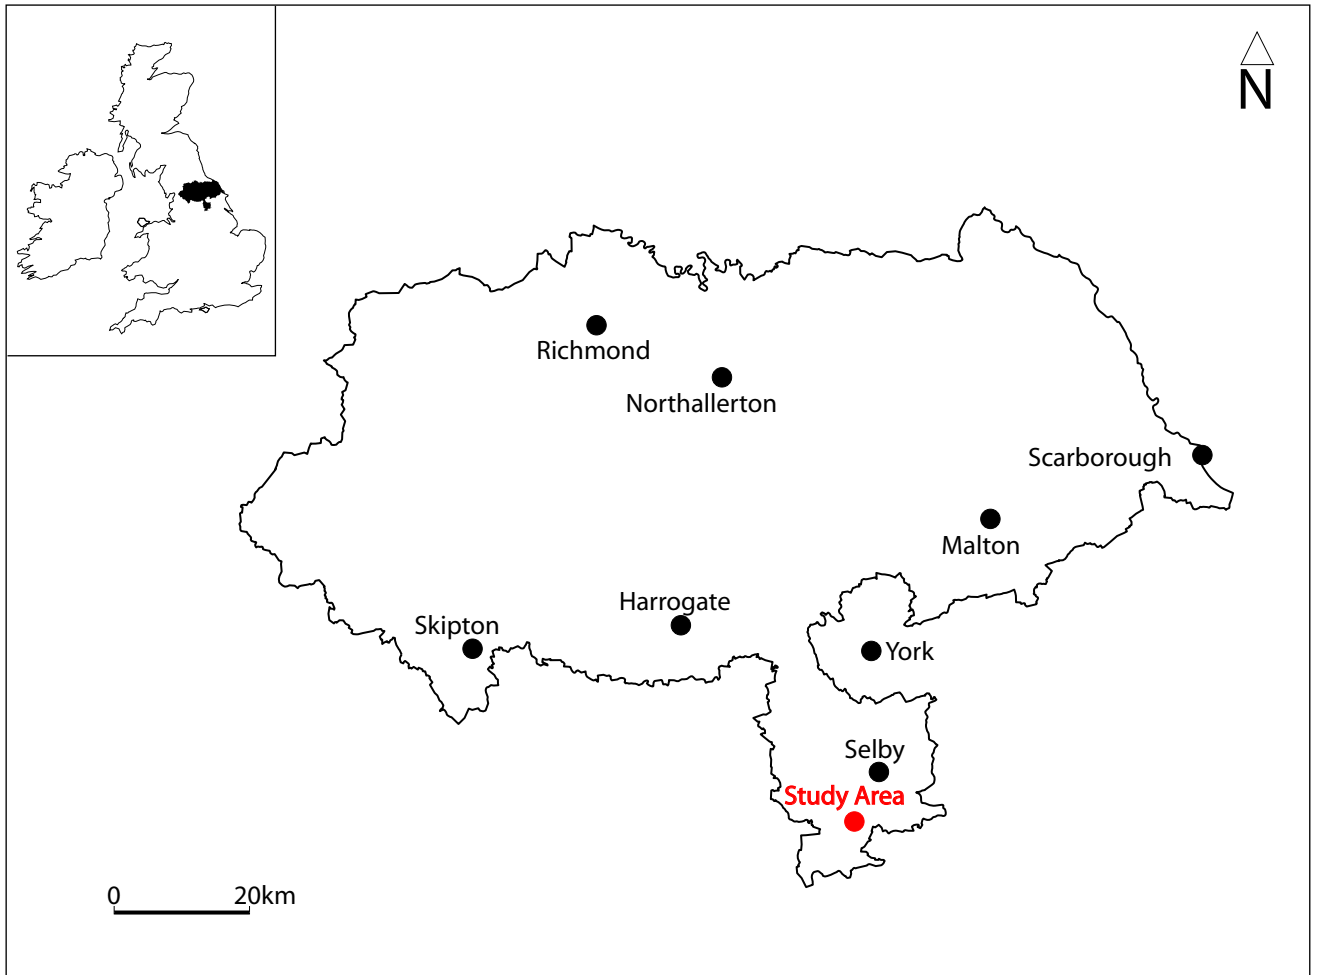 N
Richmond
Northallerton
Scarborough
Malton
Harrogate
Skipton
York
Selby
Study Area
0 20km